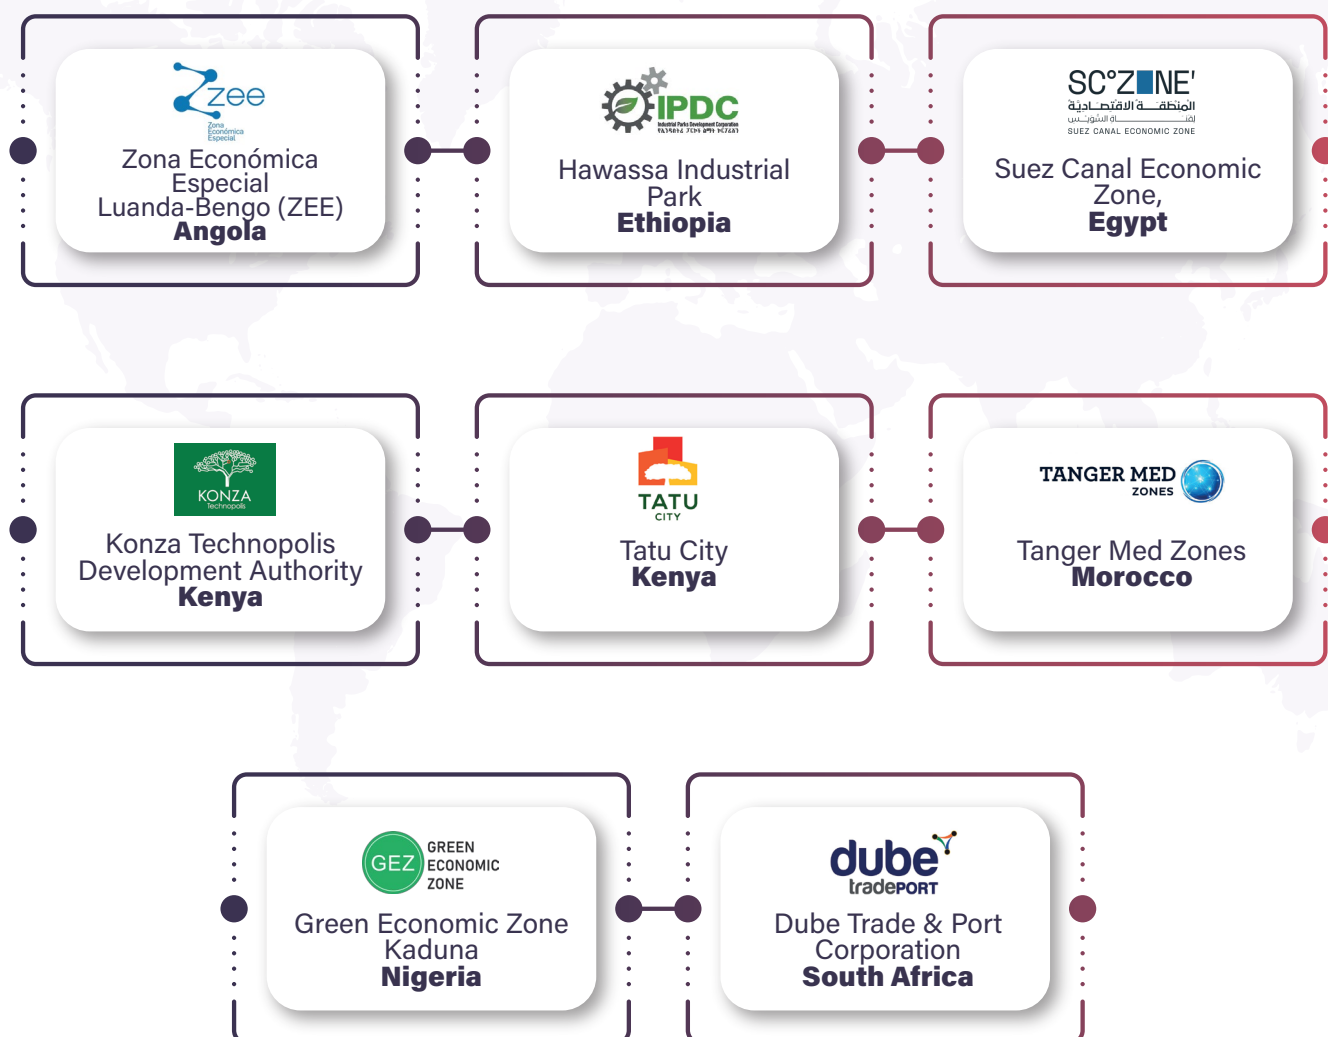 zee
Zona
Económica
Especial
Zona Económica
Especial
Luanda-Bengo (ZEE)
Angola
IPDC
Industrial Parks Development Corporation
Hawassa Industrial
Park
Ethiopia
SC°Z NE'
المنطقة الاقتصادية
لقناة السويس
SUEZ CANAL ECONOMIC ZONE
Suez Canal Economic
Zone,
Egypt
KONZA
Technopolis
Konza Technopolis
Development Authority
Kenya
TATU
CITY
Tatu City
Kenya
TANGER MED
ZONES
Tanger Med Zones
Morocco
GEZ
GREEN
ECONOMIC
ZONE
Green Economic Zone
Kaduna
Nigeria
dube
tradePORT
Dube Trade & Port
Corporation
South Africa